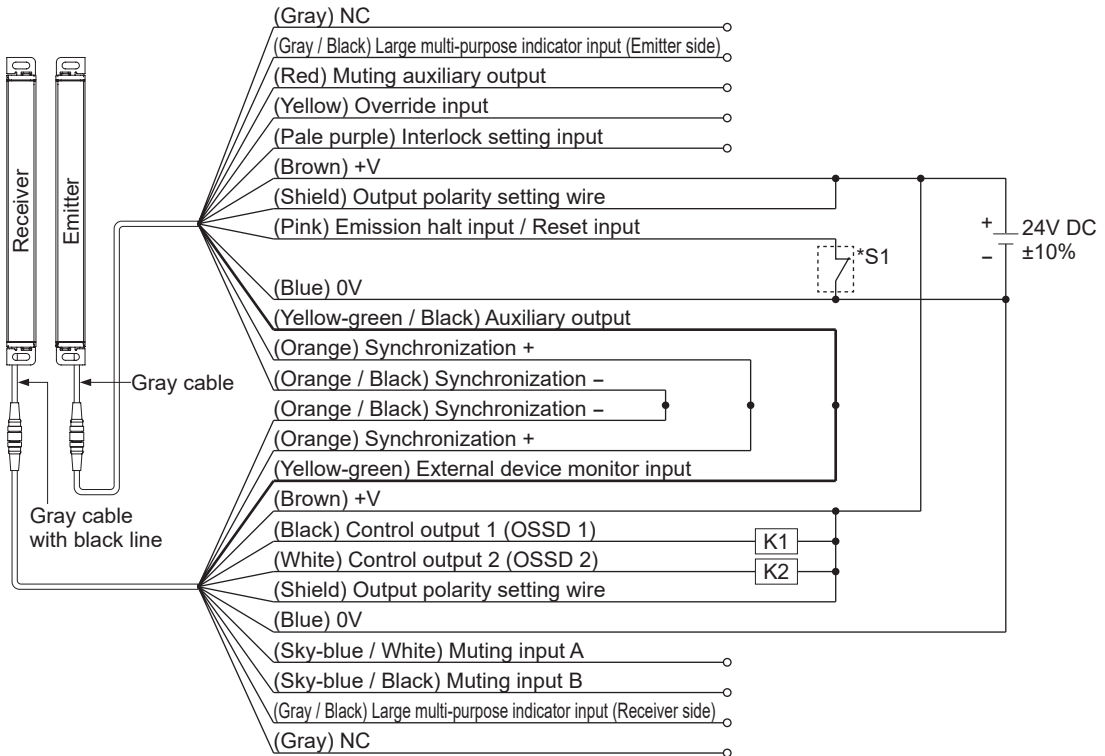 (Gray) NC
(Gray / Black) Large multi-purpose indicator input (Emitter side)
(Red) Muting auxiliary output
(Yellow) Override input
(Pale purple) Interlock setting input
(Brown) +V
(Shield) Output polarity setting wire
(Pink) Emission halt input / Reset input
Receiver
Emitter
+
–
24V DC
±10%
*S1
(Blue) 0V
(Yellow-green / Black) Auxiliary output
(Orange) Synchronization +
(Orange / Black) Synchronization –
Gray cable
(Orange / Black) Synchronization –
(Orange) Synchronization +
(Yellow-green) External device monitor input
(Brown) +V
Gray cable
with black line
(Black) Control output 1 (OSSD 1)
K1
(White) Control output 2 (OSSD 2)
K2
(Shield) Output polarity setting wire
(Blue) 0V
(Sky-blue / White) Muting input A
(Sky-blue / Black) Muting input B
(Gray / Black) Large multi-purpose indicator input (Receiver side)
(Gray) NC